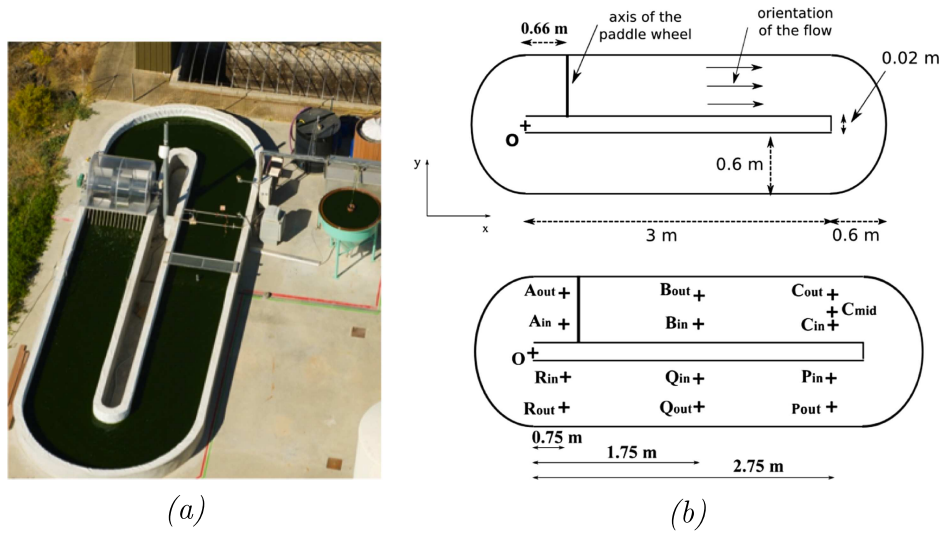 0.66 m
axis of the
paddle wheel
orientation
of the flow
0.02 m
O
y
x
0.6 m
3 m
0.6 m
Aout
Bout
Cout
Cmid
Ain
Bin
Cin
O
Rin
Qin
Pin
Rout
Qout
Pout
0.75 m
1.75 m
2.75 m
(a)
(b)